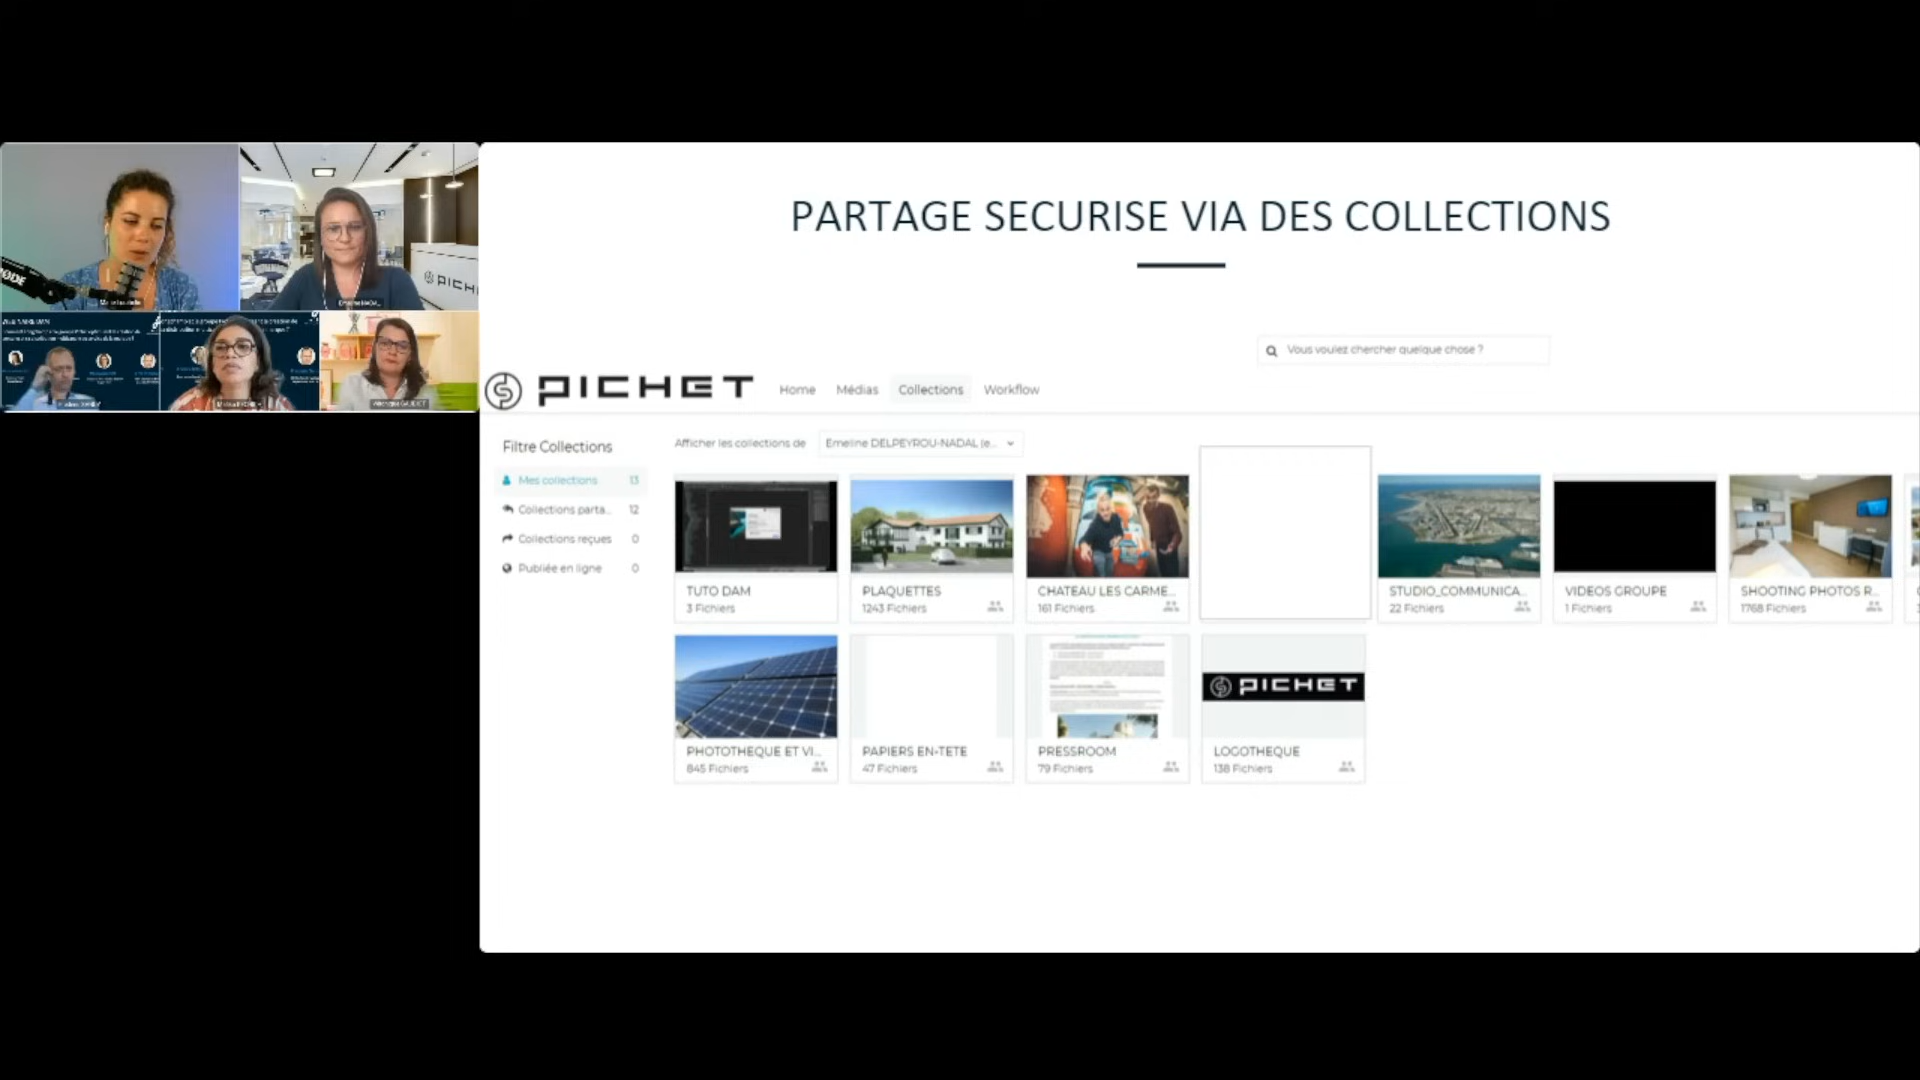 PARTAGE SECURISE VIA DES COLLECTIONS
Vous voulez chercher quelque chose ?
PICHET
Home
Médias
Collections
Workflow
Filtre Collections
Mes collections 13
Collections parta... 12
Collections reçues 0
Publiée en ligne 0
Afficher les collections de
Emeline DELPEYROU-NADAL (e...
TUTO DAM
3 Fichiers
PLAQUETTES
1243 Fichiers
CHATEAU LES CARME...
161 Fichiers
STUDIO_COMMUNICA...
22 Fichiers
VIDEOS GROUPE
1 Fichiers
SHOOTING PHOTOS R...
1768 Fichiers
PHOTOTHEQUE ET VI...
845 Fichiers
PAPIERS EN-TETE
47 Fichiers
PRESSROOM
79 Fichiers
PICHET
LOGOTHEQUE
138 Fichiers
PICH